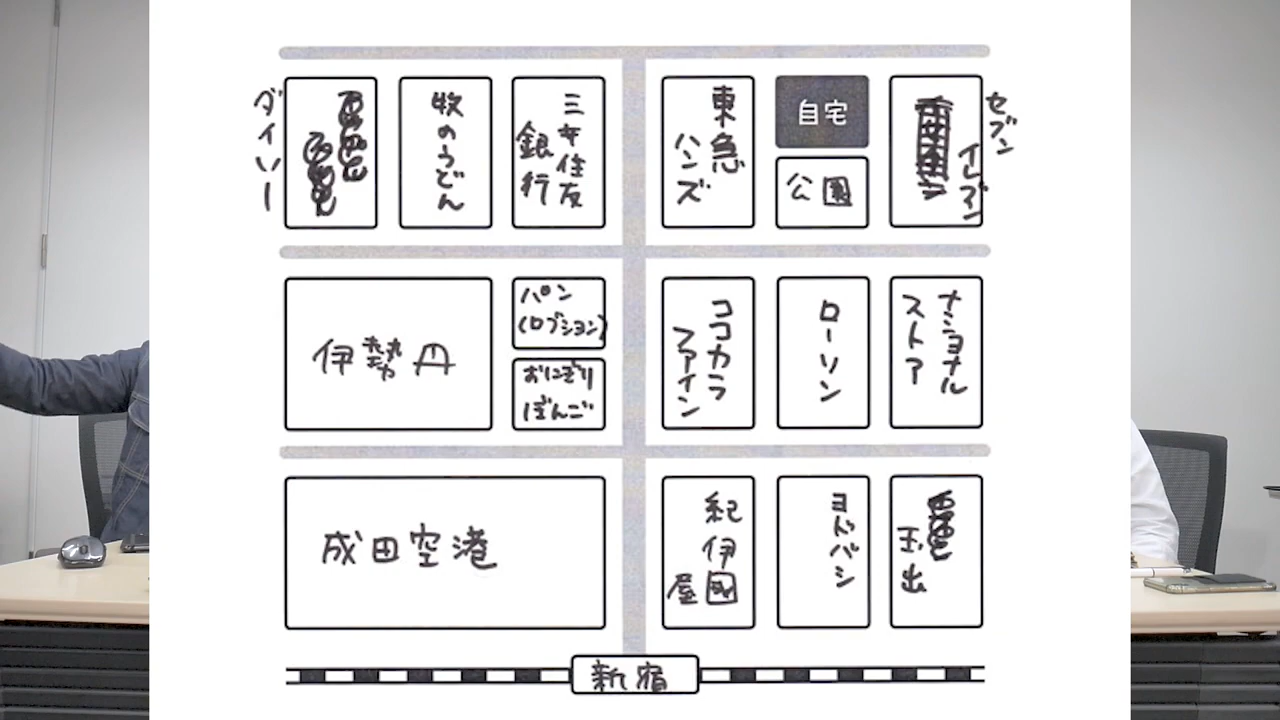 ダイソー
牧のうどん
三井住友
銀行
東急
ハンズ
自宅
公園
セブン
イレブン
伊勢丹
パン
(ロブション)
おにぎり
ぼんご
ココカラ
ファイン
ローソン
ナショナル
ストア
成田空港
紀伊國
屋
ヨドバシ
玉出
新宿